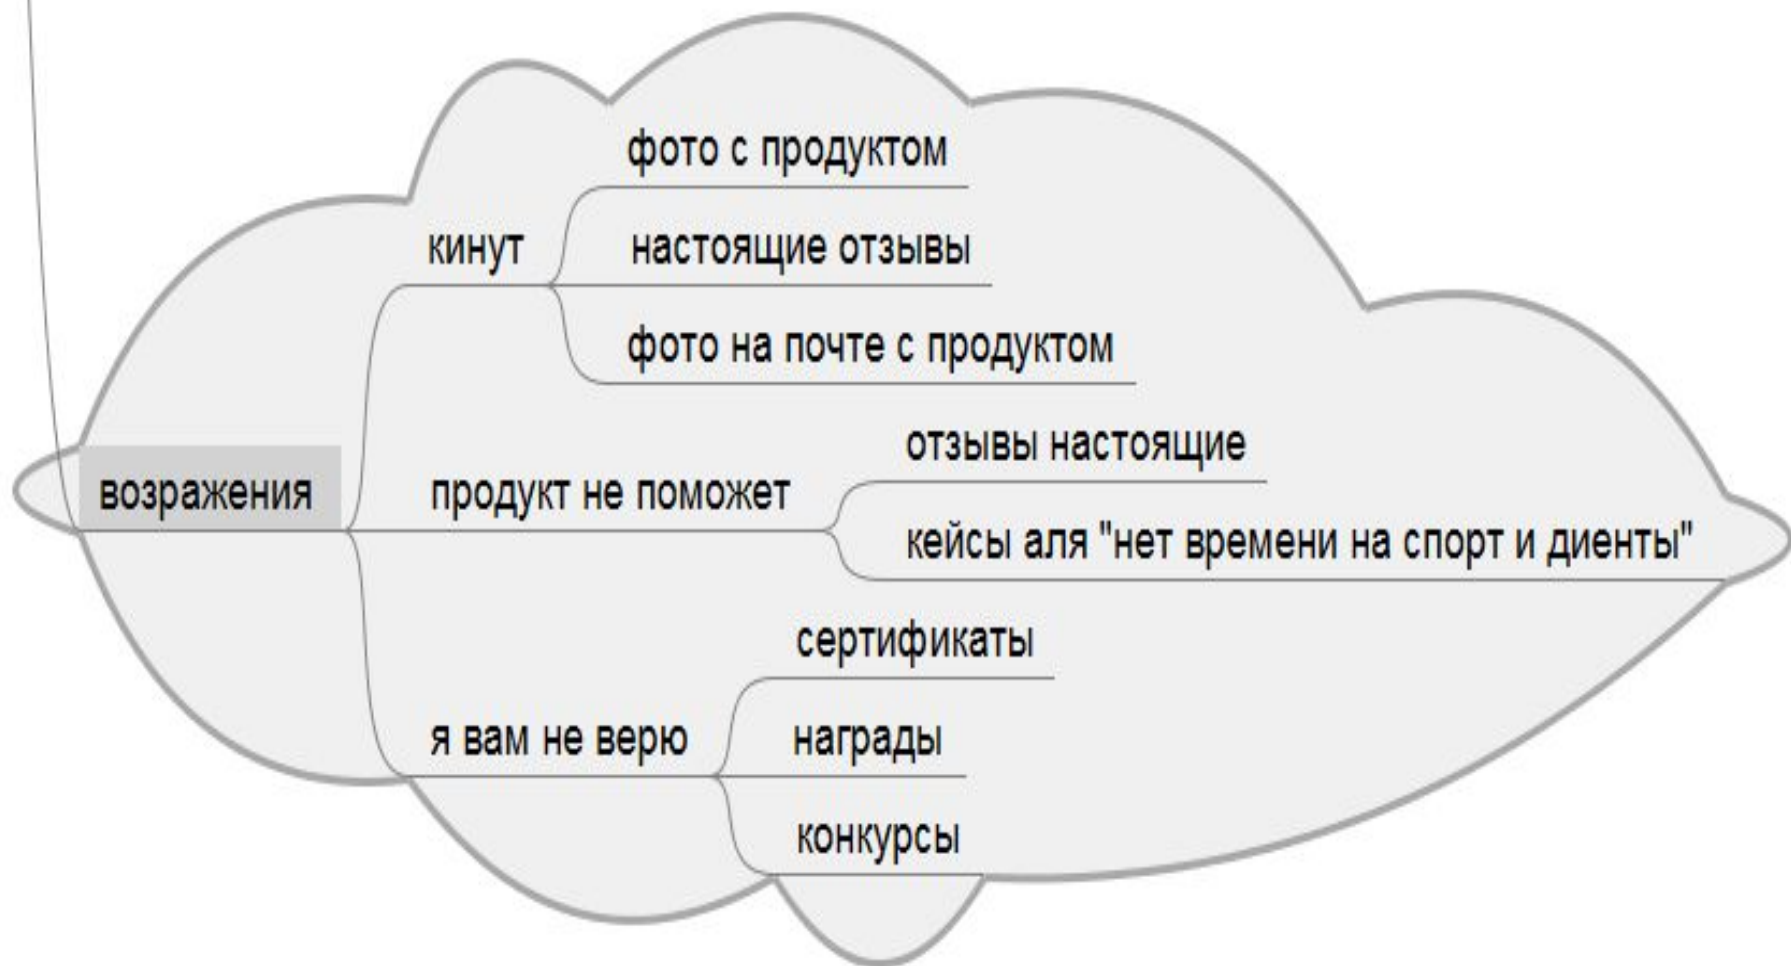 возражения
кинут
фото с продуктом
настоящие отзывы
фото на почте с продуктом
продукт не поможет
отзывы настоящие
кейсы аля "нет времени на спорт и диенты"
я вам не верю
сертификаты
награды
конкурсы